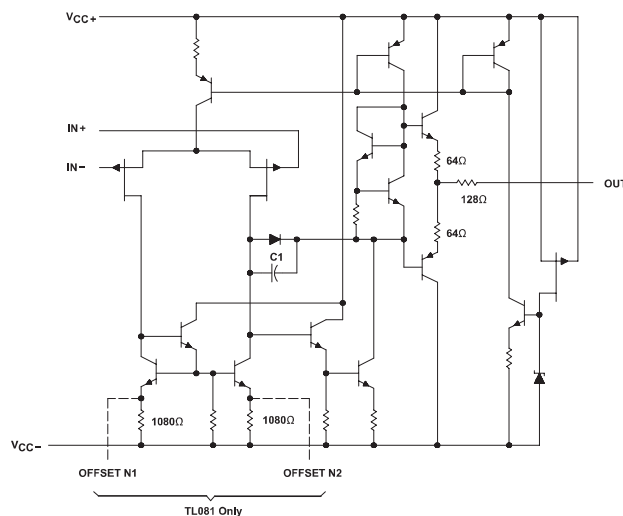 VCC+
IN+
IN−
64Ω
128Ω
OUT
64Ω
C1
1080Ω
1080Ω
VCC−
OFFSET N1
OFFSET N2
TL081 Only